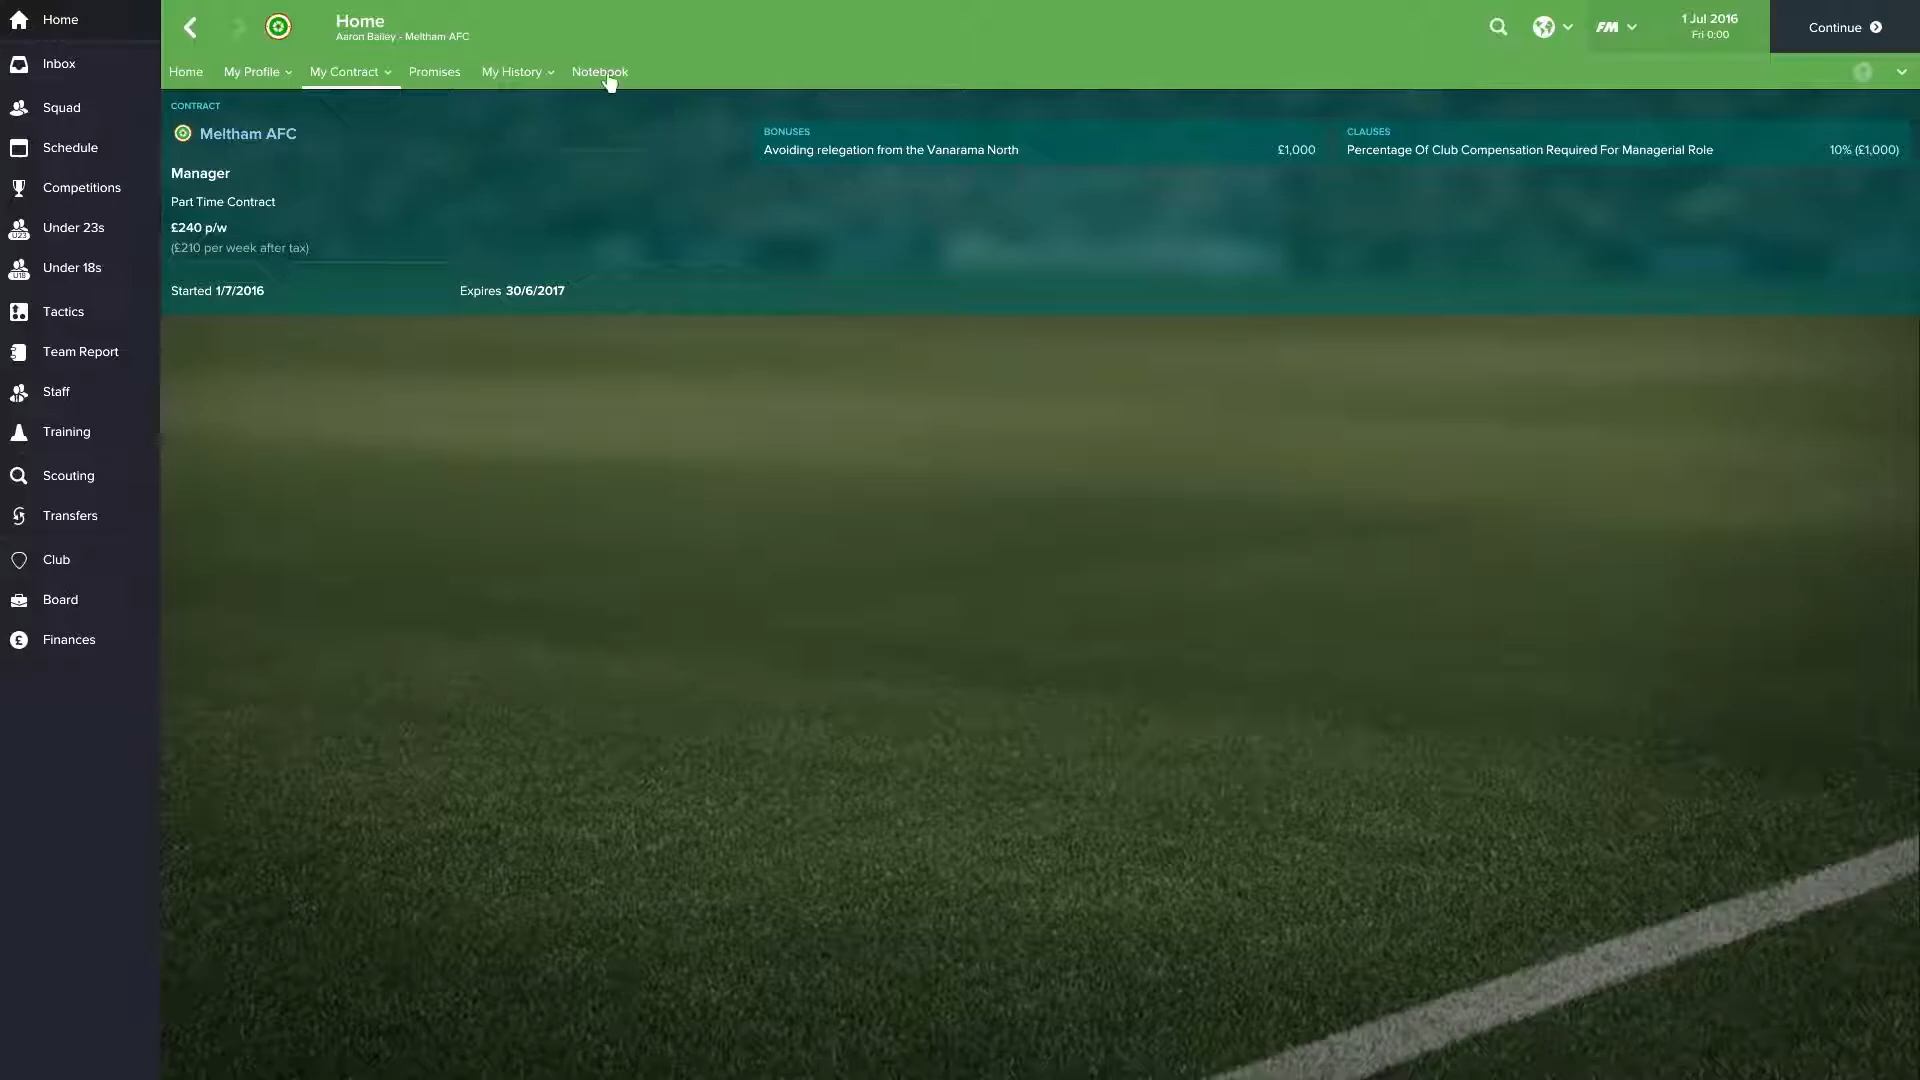 Home
Inbox
Squad
Schedule
Competitions
Under 23s
Under 18s
Tactics
Team Report
Staff
Training
Scouting
Transfers
Club
Board
Finances
Home
Aaron Bailey - Meltham AFC
FM
1 Jul 2016
Fri 0:00
Continue
Home My Profile My Contract Promises My History Notebook
CONTRACT
Meltham AFC
Manager
Part Time Contract
£240 p/w
(£210 per week after tax)
Started 1/7/2016 Expires 30/6/2017
BONUSES
Avoiding relegation from the Vanarama North £1,000
CLAUSES
Percentage Of Club Compensation Required For Managerial Role 10% (£1,000)